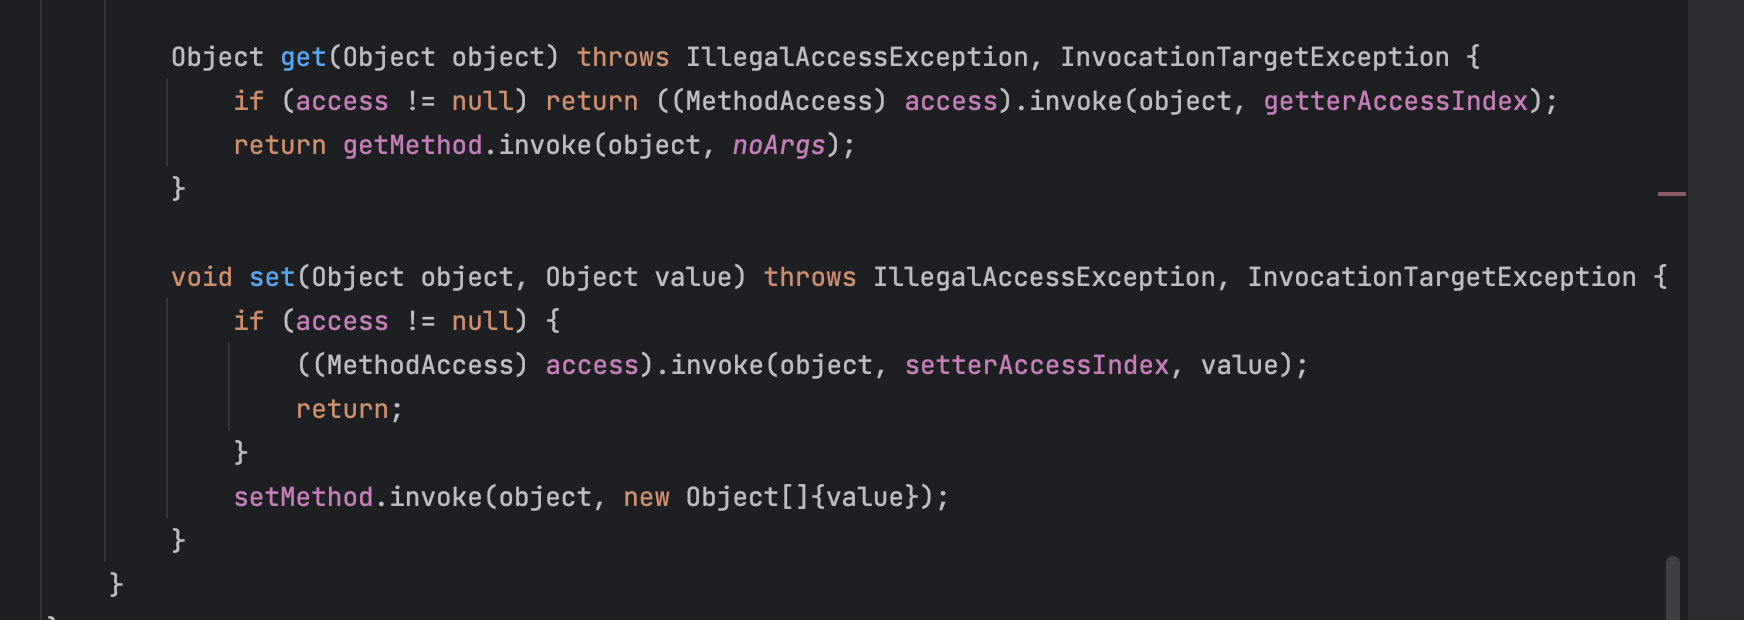 Object get(Object object) throws IllegalAccessException, InvocationTargetException {
if (access != null) return ((MethodAccess) access).invoke(object, getterAccessIndex);
return getMethod.invoke(object, noArgs);
}
void set(Object object, Object value) throws IllegalAccessException, InvocationTargetException {
if (access != null) {
((MethodAccess) access).invoke(object, setterAccessIndex, value);
return;
}
setMethod.invoke(object, new Object[]{value});
}
}